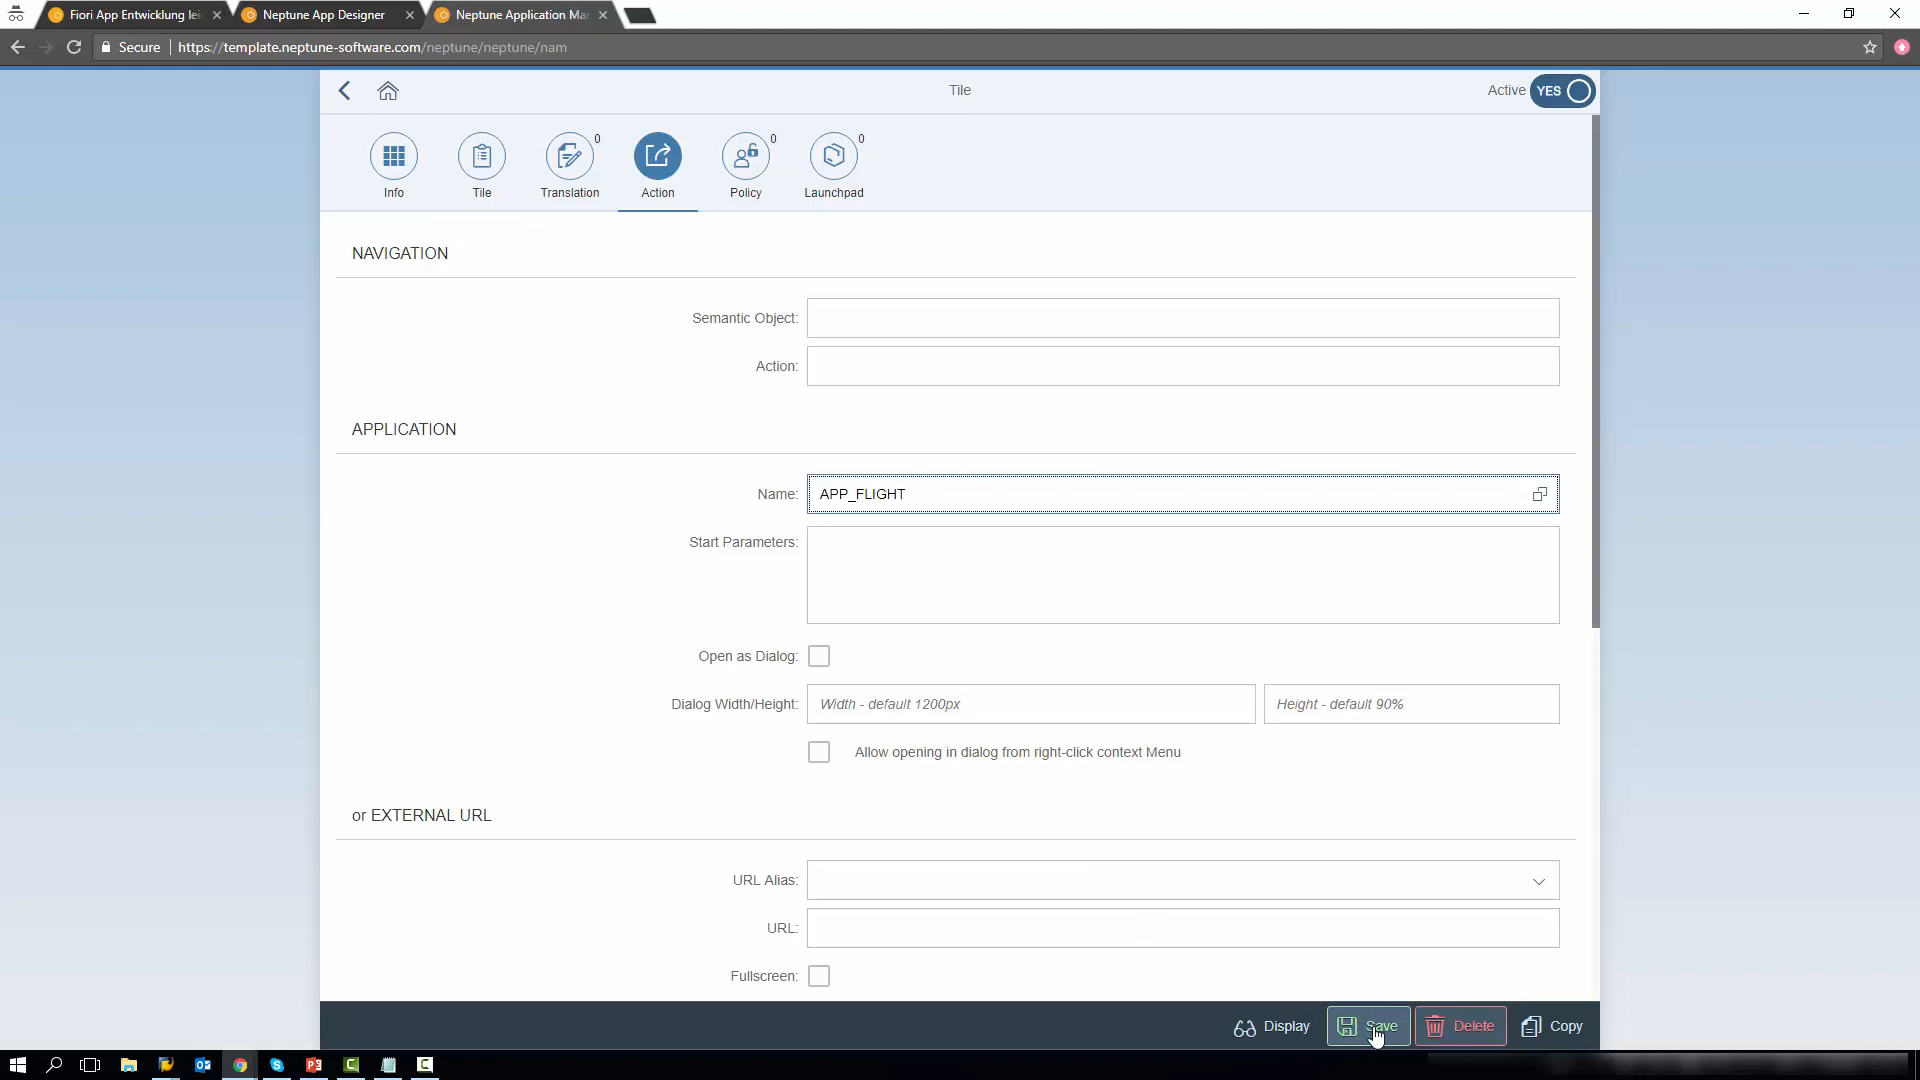 Fiori App Entwicklung lei
Neptune App Designer
Neptune Application Ma
Secure
https://template.neptune-software.com/neptune/neptune/nam
Tile
Active YES
0 0 0
Info Tile Translation Action Policy Launchpad
NAVIGATION
Semantic Object:
Action:
APPLICATION
Name: APP_FLIGHT
Start Parameters:
Open as Dialog:
Dialog Width/Height: Width - default 1200px Height - default 90%
Allow opening in dialog from right-click context Menu
or EXTERNAL URL
URL Alias:
URL:
Fullscreen:
Display Save Delete Copy